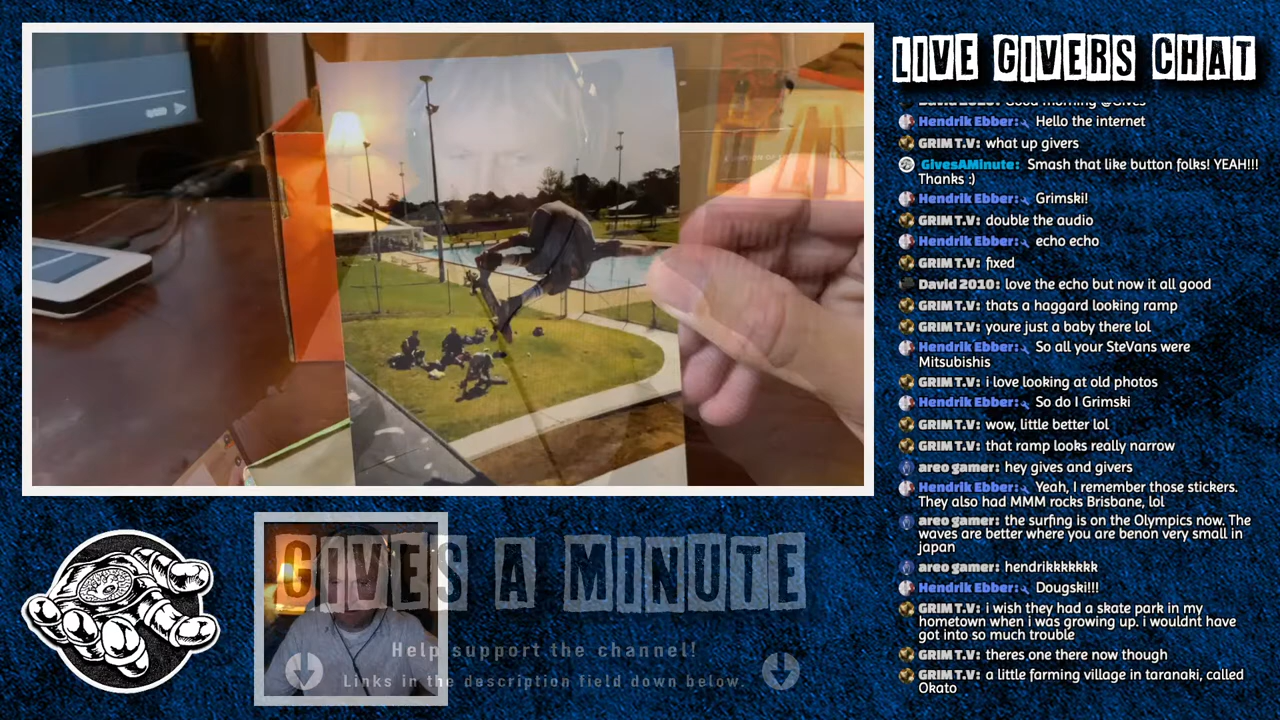 LIVE GIVERS CHAT
David 2010: Good morning @Gives
Hendrik Ebber: Hello the internet
GRIM T.V: what up givers
GivesAMinute: Smash that like button folks! YEAH!!!
Thanks :)
Hendrik Ebber: Grimski!
GRIM T.V: double the audio
Hendrik Ebber: echo echo
GRIM T.V: fixed
David 2010: love the echo but now it all good
GRIM T.V: thats a haggard looking ramp
GRIM T.V: youre just a baby there lol
Hendrik Ebber: So all your SteVans were
Mitsubishis
GRIM T.V: i love looking at old photos
Hendrik Ebber: So do I Grimski
GRIM T.V: wow, little better lol
GRIM T.V: that ramp looks really narrow
areo gamer: hey gives and givers
Hendrik Ebber: Yeah, I remember those stickers.
They also had MMM rocks Brisbane, lol
areo gamer: the surfing is on the Olympics now. The
waves are better where you are benon very small in
japan
areo gamer: hendrikkkkkkk
Hendrik Ebber: Dougski!!!
GRIM T.V: i wish they had a skate park in my
hometown when i was growing up. i wouldnt have
got into so much trouble
GRIM T.V: theres one there now though
GRIM T.V: a little farming village in taranaki, called
Okato
GIVES A MINUTE
Help support the channel!
Links in the description field down below.